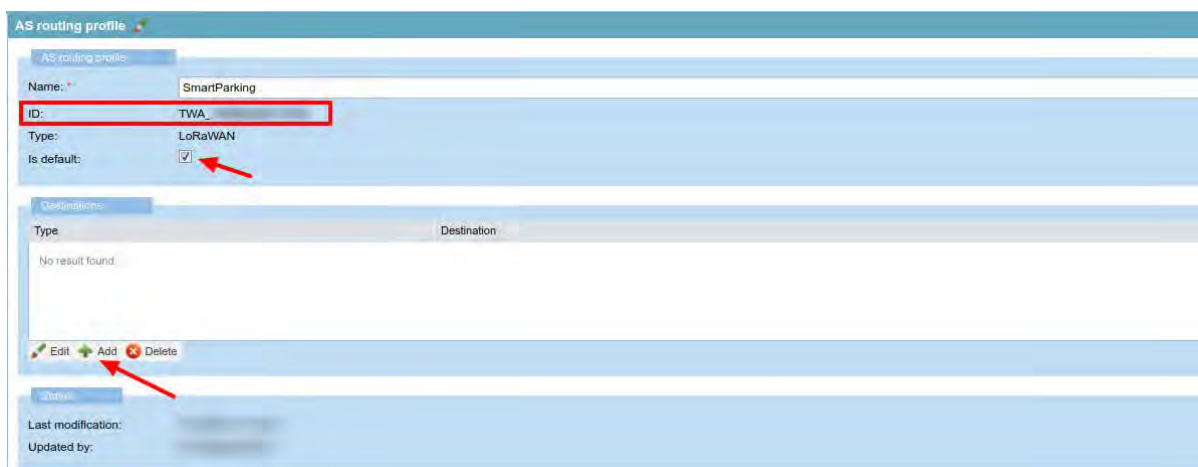 AS routing profile
AS routing profile
Name: * SmartParking
ID: TWA_
Type: LoRaWAN
Is default:
Destinations
Type Destination
No result found.
Edit Add Delete
Status
Last modification:
Updated by: